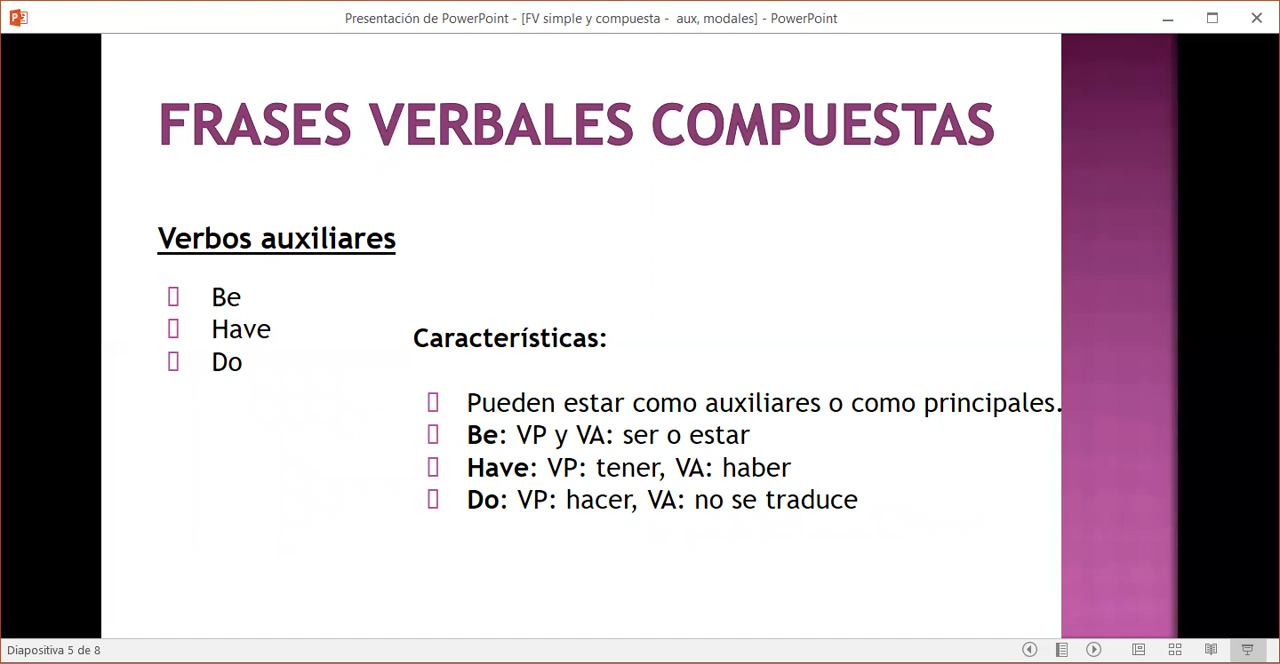 Presentación de PowerPoint - [FV simple y compuesta - aux, modales] - PowerPoint
FRASES VERBALES COMPUESTAS
Verbos auxiliares
Be
Have
Do
Características:
Pueden estar como auxiliares o como principales.
Be: VP y VA: ser o estar
Have: VP: tener, VA: haber
Do: VP: hacer, VA: no se traduce
Diapositiva 5 de 8